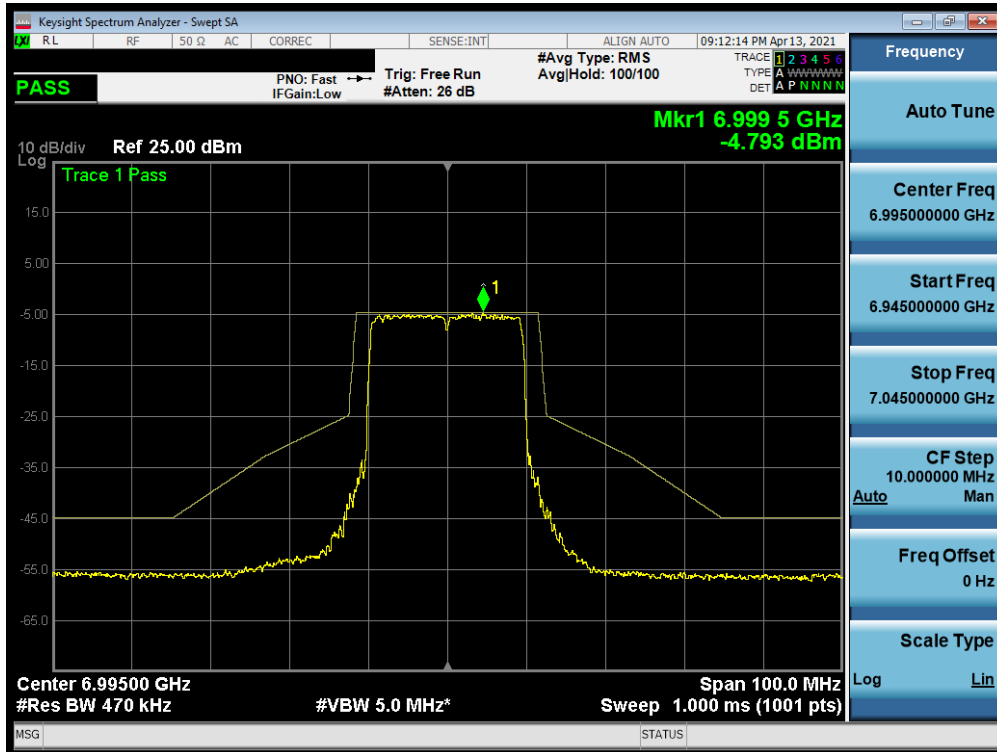 Keysight Spectrum Analyzer - Swept SA
LXI RL RF 50 Ω AC CORREC SENSE:INT ALIGN AUTO 09:12:14 PM Apr 13, 2021
PASS
PNO: Fast
IFGain:Low
Trig: Free Run
#Atten: 26 dB
#Avg Type: RMS
Avg|Hold: 100/100
TRACE 1 2 3 4 5 6
TYPE A WWWWW
DET A P N N N N
Mkr1 6.999 5 GHz
-4.793 dBm
10 dB/div Ref 25.00 dBm
Log
Trace 1 Pass
15.0
5.00
-5.00
-15.0
-25.0
-35.0
-45.0
-55.0
-65.0
1
Center 6.99500 GHz
Span 100.0 MHz
#Res BW 470 kHz
#VBW 5.0 MHz*
Sweep 1.000 ms (1001 pts)
MSG
STATUS
Frequency
Auto Tune
Center Freq
6.995000000 GHz
Start Freq
6.945000000 GHz
Stop Freq
7.045000000 GHz
CF Step
10.000000 MHz
Auto Man
Freq Offset
0 Hz
Scale Type
Log Lin